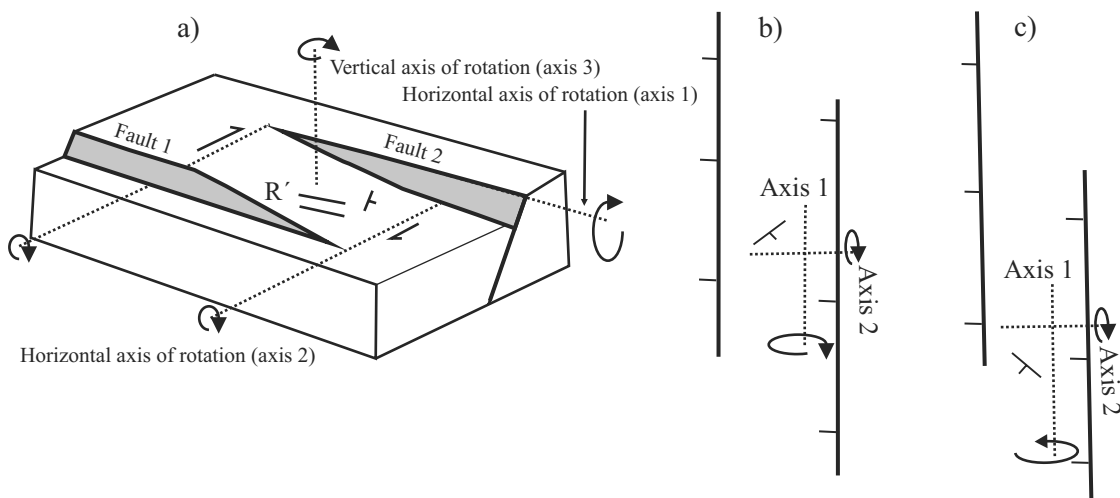 a)
Vertical axis of rotation (axis 3)
Horizontal axis of rotation (axis 1)
Fault 1
Fault 2
R´
Horizontal axis of rotation (axis 2)
b)
Axis 1
Axis 2
c)
Axis 1
Axis 2